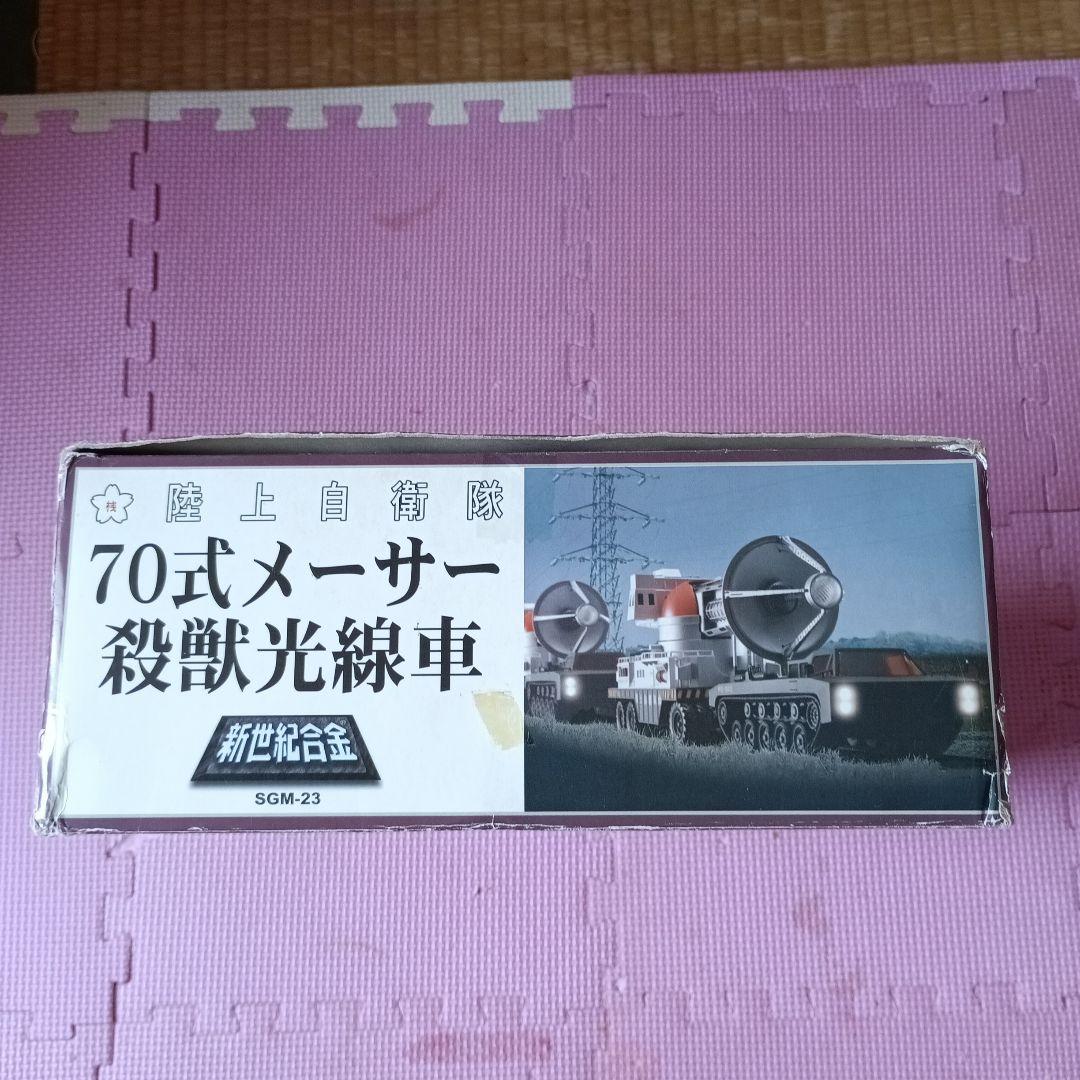 陸上自衛隊
70式メーサー
殺獣光線車
新世紀合金
SGM-23